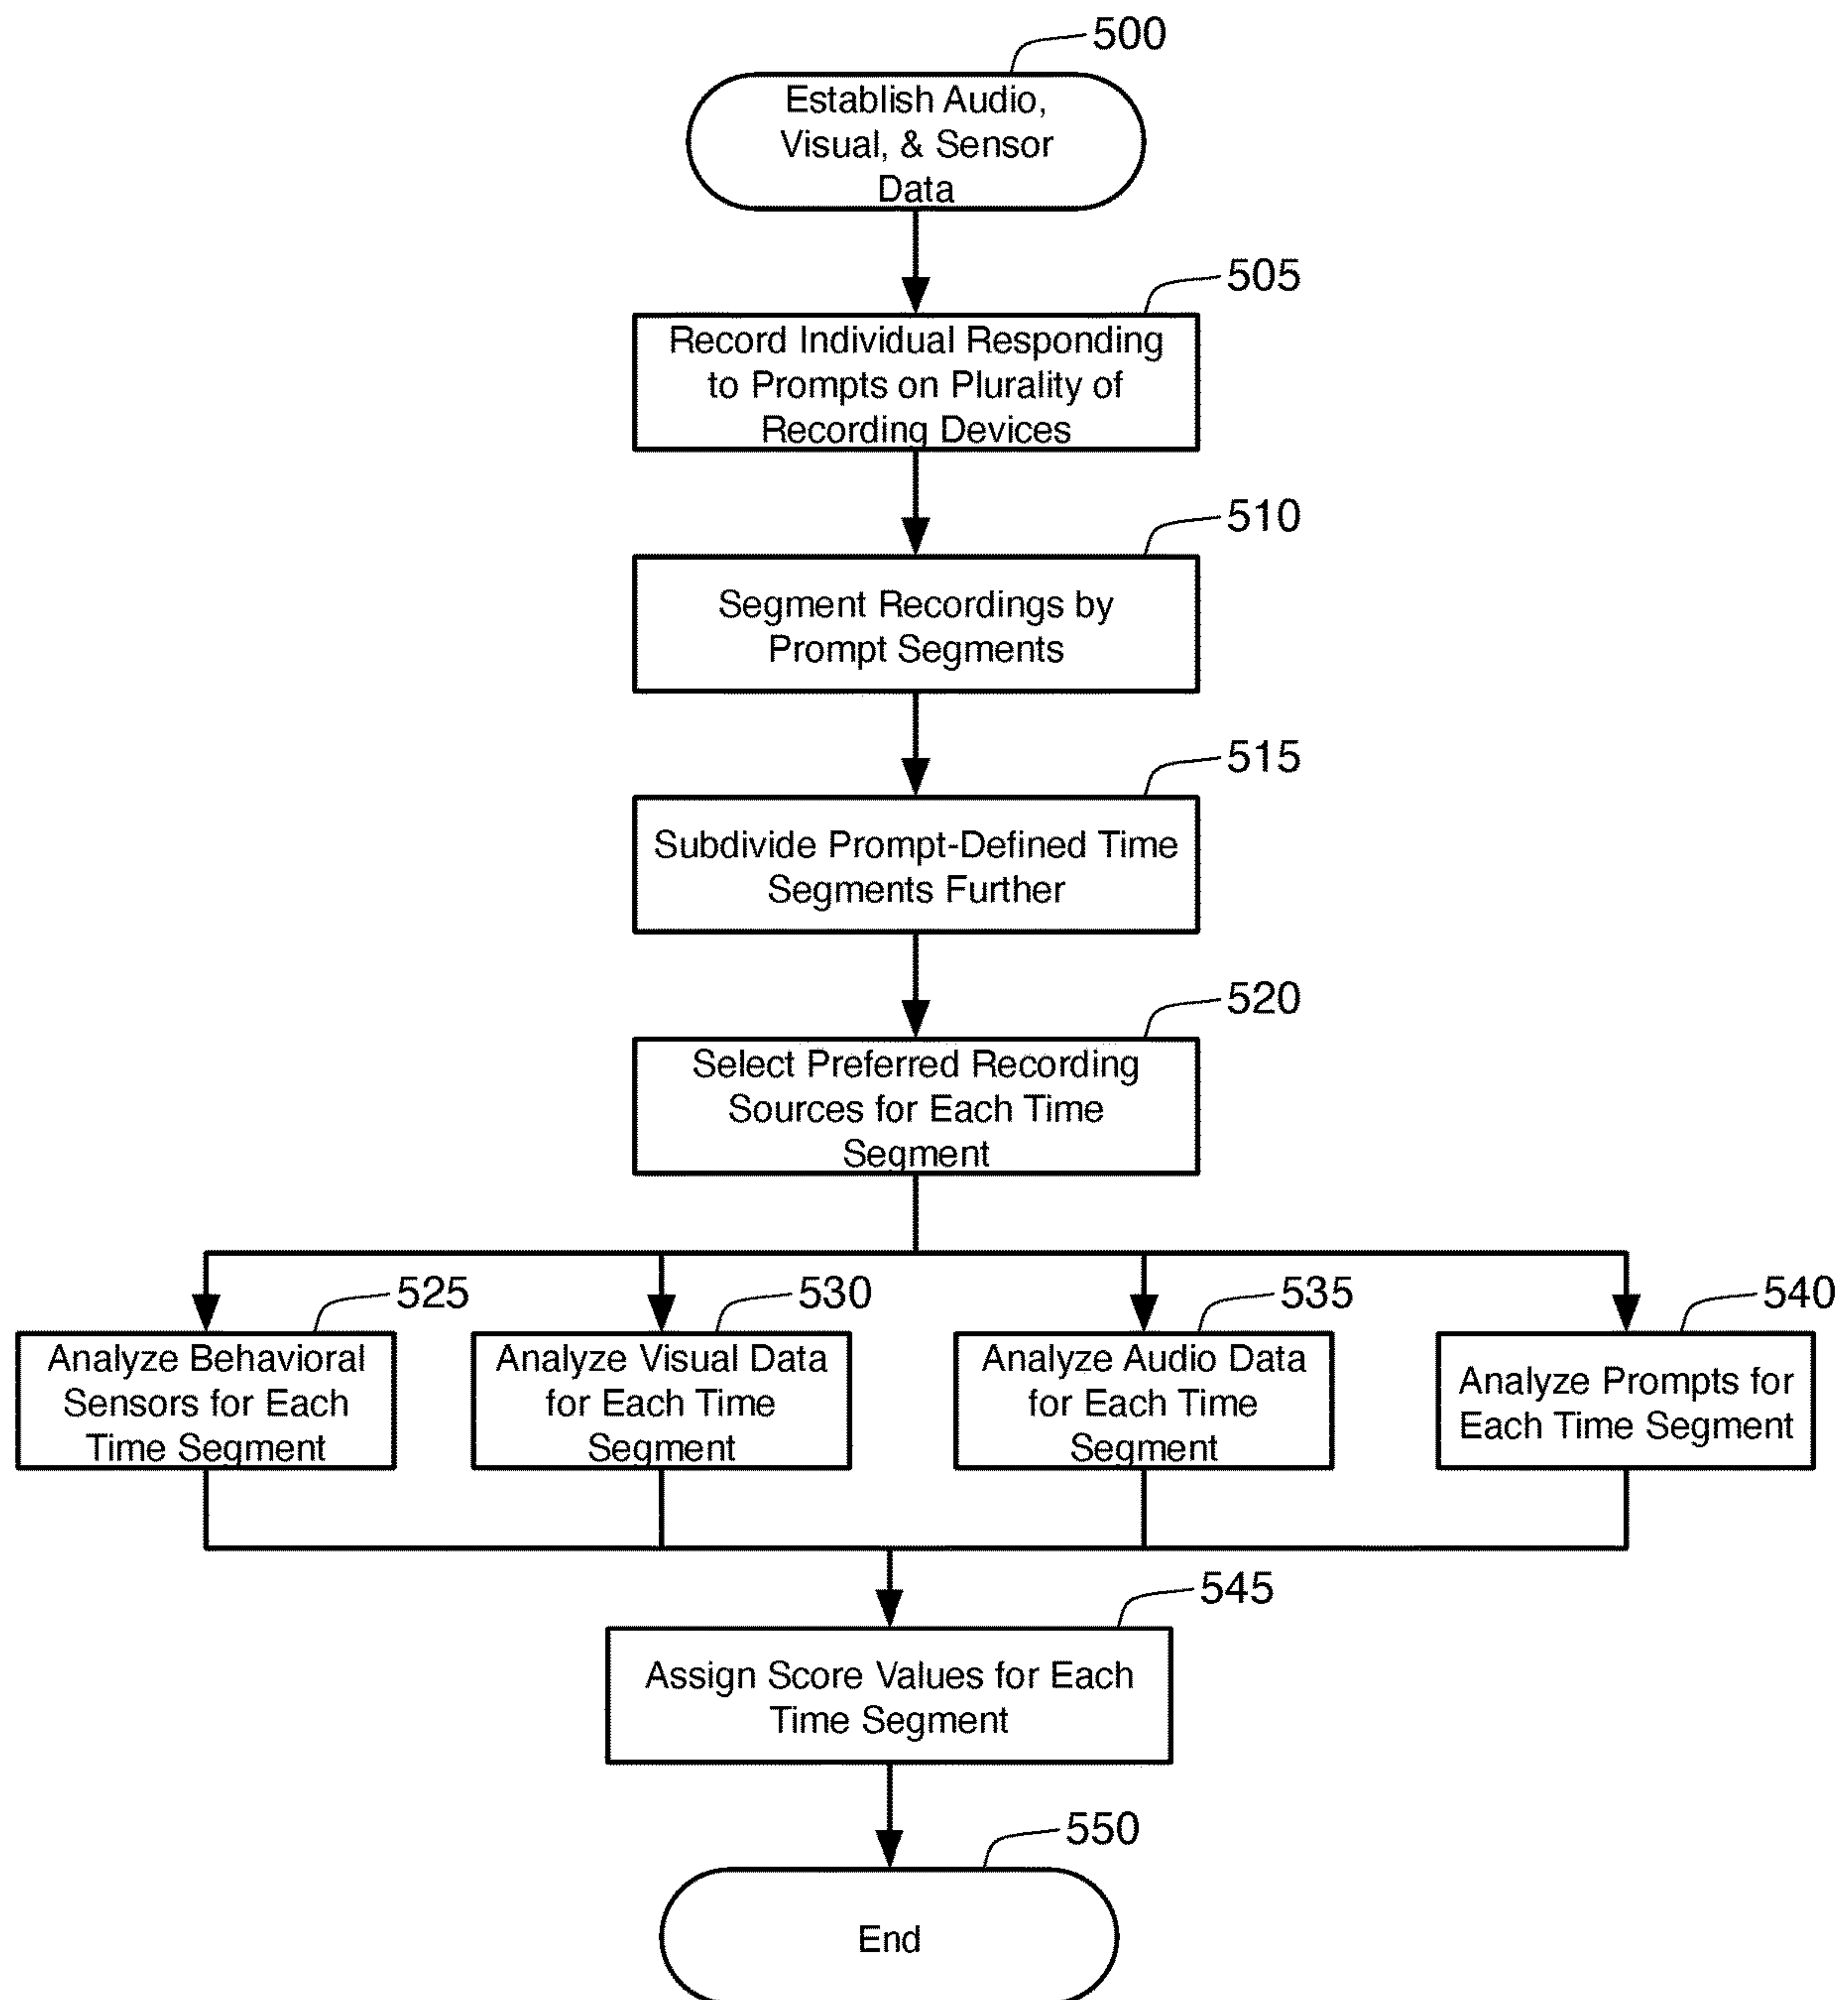 500
Establish Audio,
Visual, & Sensor
Data
505
Record Individual Responding
to Prompts on Plurality of
Recording Devices
510
Segment Recordings by
Prompt Segments
515
Subdivide Prompt-Defined Time
Segments Further
520
Select Preferred Recording
Sources for Each Time
Segment
525
Analyze Behavioral
Sensors for Each
Time Segment
530
Analyze Visual Data
for Each Time
Segment
535
Analyze Audio Data
for Each Time
Segment
540
Analyze Prompts for
Each Time Segment
545
Assign Score Values for Each
Time Segment
550
End